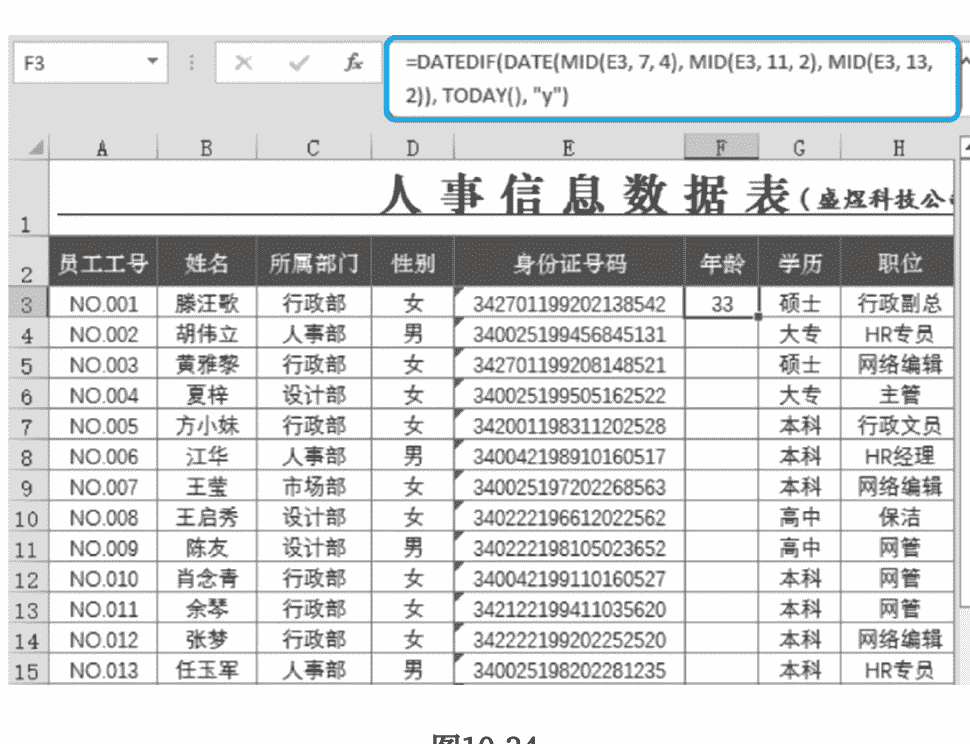 F3
fx
=DATEDIF(DATE(MID(E3, 7, 4), MID(E3, 11, 2), MID(E3, 13,
2)), TODAY(), "y")
A B C D E F G H
1 人事信息数据表(盛煜科技公
2 员工工号 姓名 所属部门 性别 身份证号码 年龄 学历 职位
3 NO.001 滕汪歌 行政部 女 342701199202138542 33 硕士 行政副总
4 NO.002 胡伟立 人事部 男 340025199456845131 大专 HR专员
5 NO.003 黄雅黎 行政部 女 342701199208148521 硕士 网络编辑
6 NO.004 夏梓 设计部 女 340025199505162522 大专 主管
7 NO.005 方小妹 行政部 女 342001198311202528 本科 行政文员
8 NO.006 江华 人事部 男 340042198910160517 本科 HR经理
9 NO.007 王莹 市场部 女 340025197202268563 本科 网络编辑
10 NO.008 王启秀 设计部 女 340222196612022562 高中 保洁
11 NO.009 陈友 设计部 男 340222198105023652 高中 网管
12 NO.010 肖念青 行政部 女 340042199110160527 本科 网管
13 NO.011 余琴 行政部 女 342122199411035620 本科 网管
14 NO.012 张梦 行政部 女 342222199202252520 本科 网络编辑
15 NO.013 任玉军 人事部 男 340025198202281235 本科 HR专员
图10-24